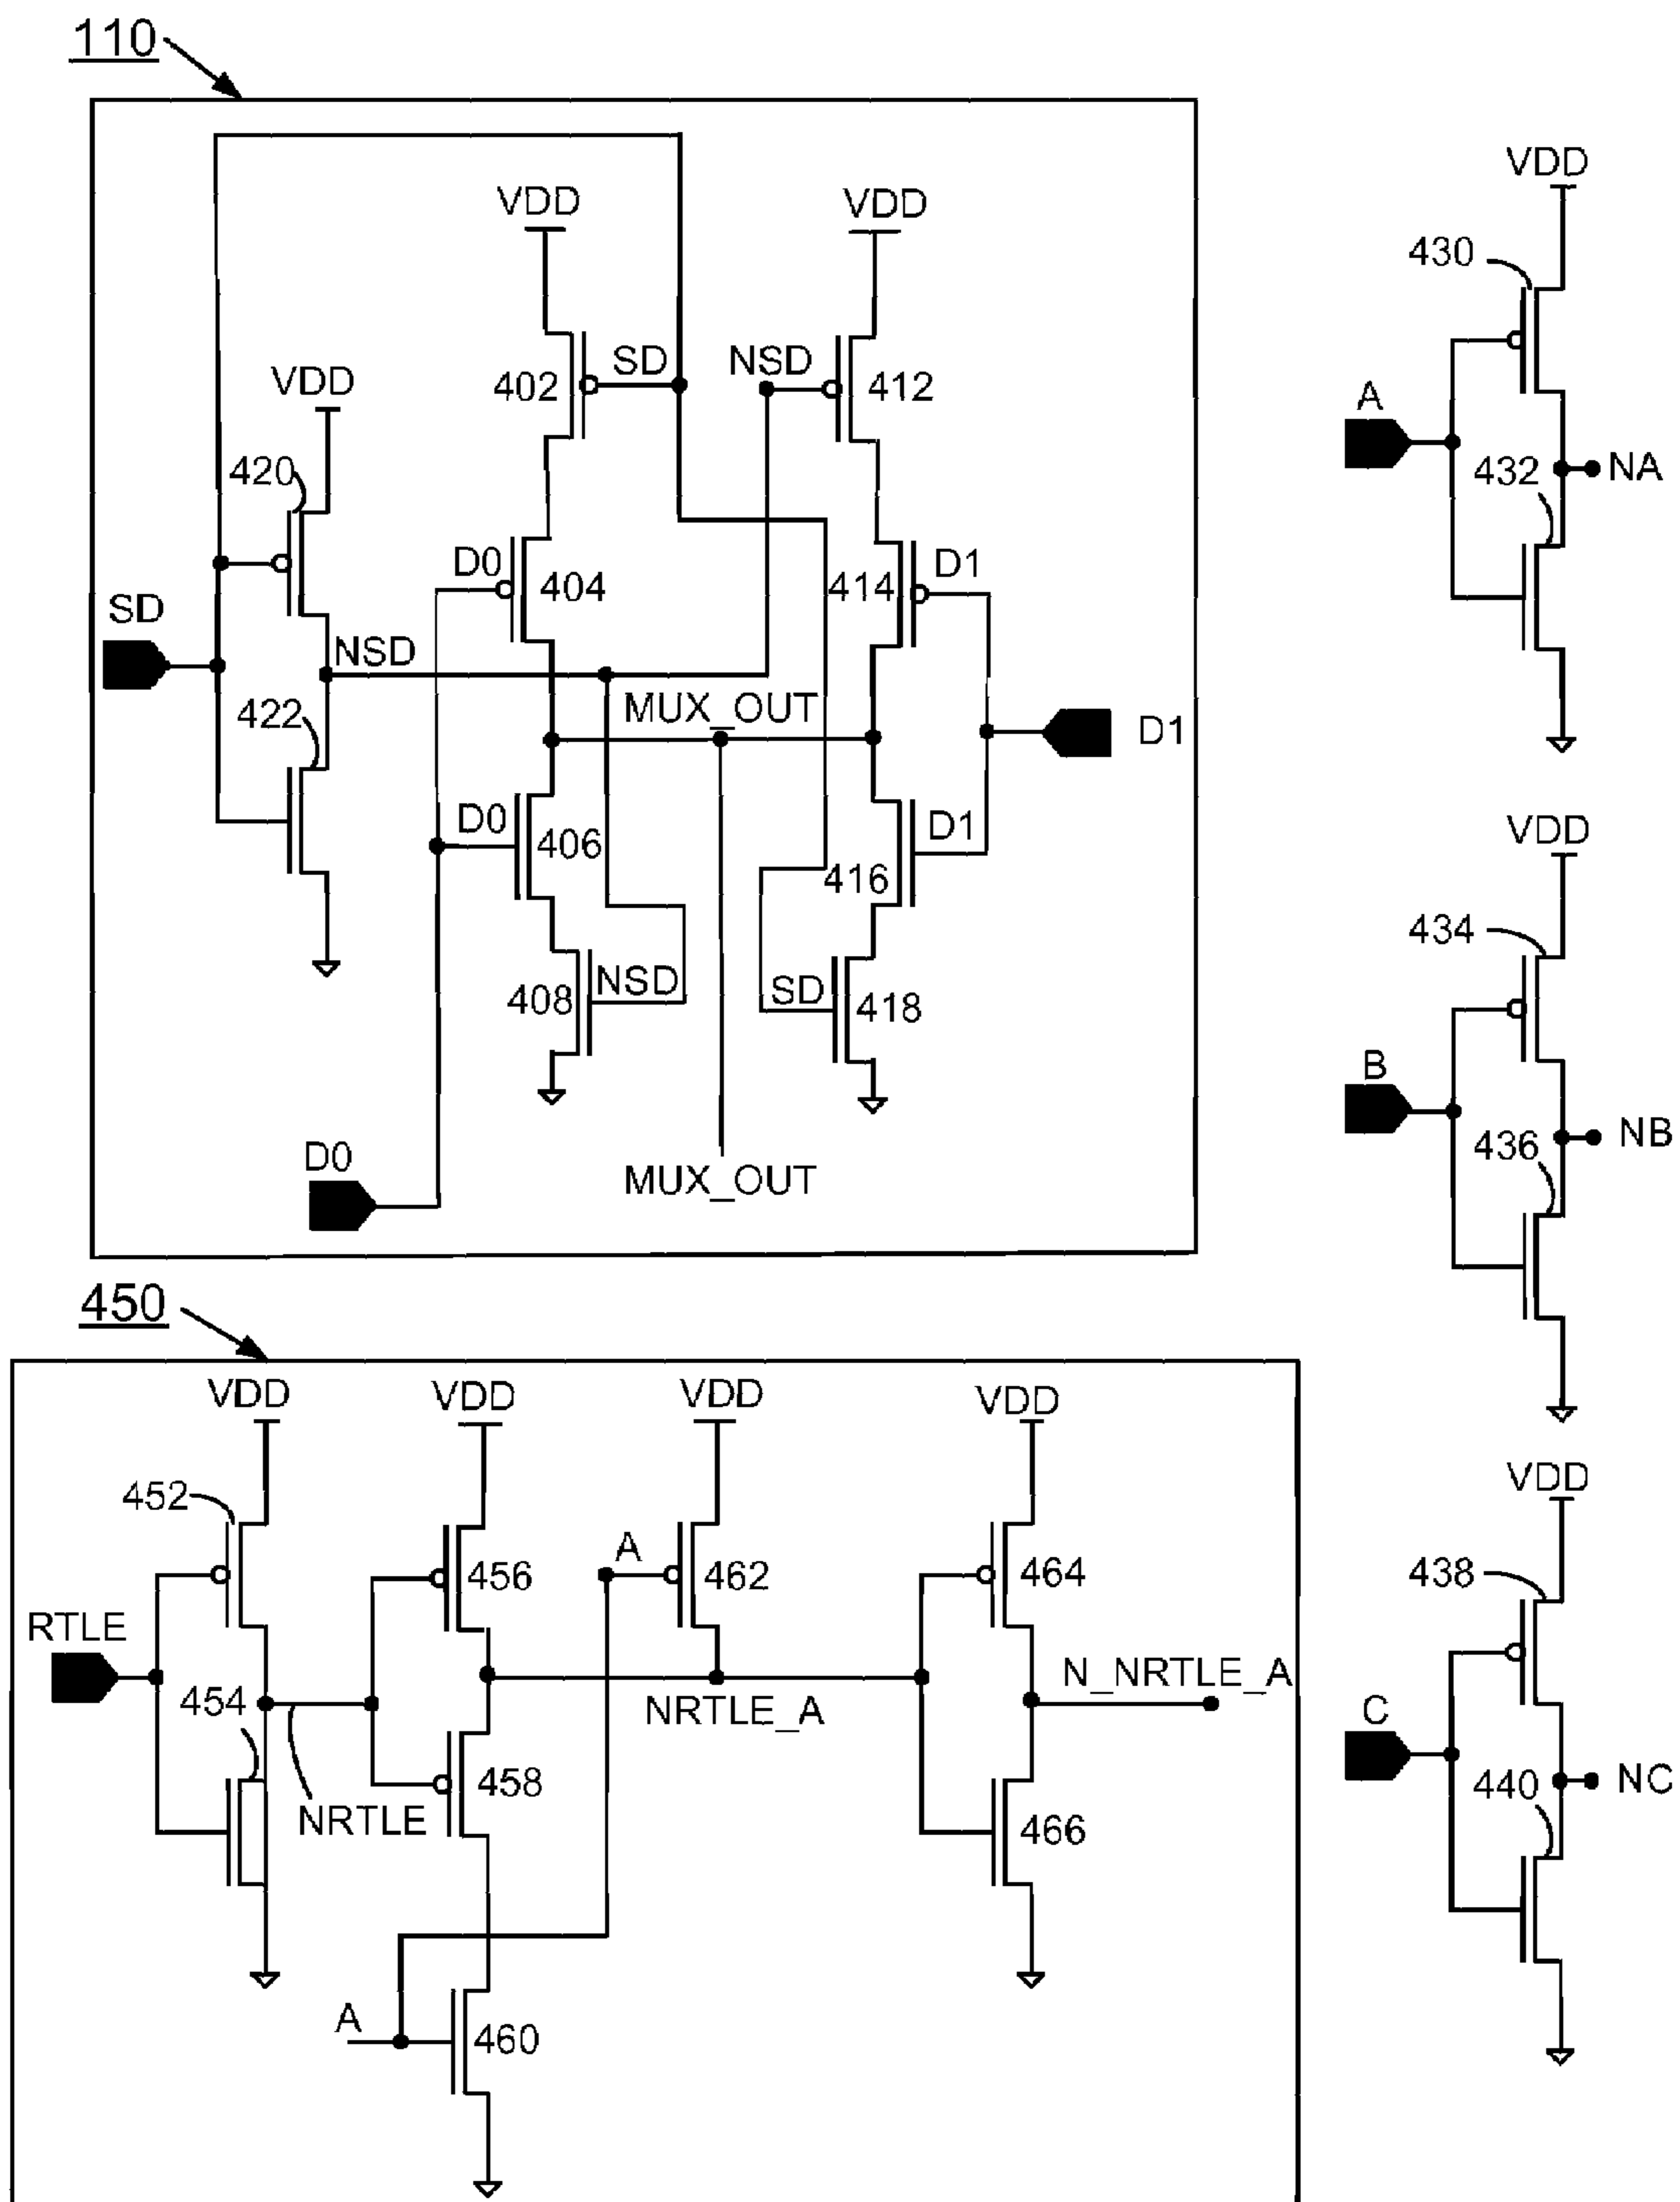 110
VDD
VDD
402
SD
NSD
412
VDD
420
D0
404
414
D1
SD
NSD
422
MUX_OUT
D1
D0
406
416
D1
408
NSD
SD
418
D0
MUX_OUT
VDD
430
A
432
NA
VDD
434
B
436
NB
VDD
438
C
440
NC
450
VDD
VDD
VDD
VDD
452
456
A
462
464
RTLE
454
NRTLE
458
NRTLE_A
N_NRTLE_A
466
A
460